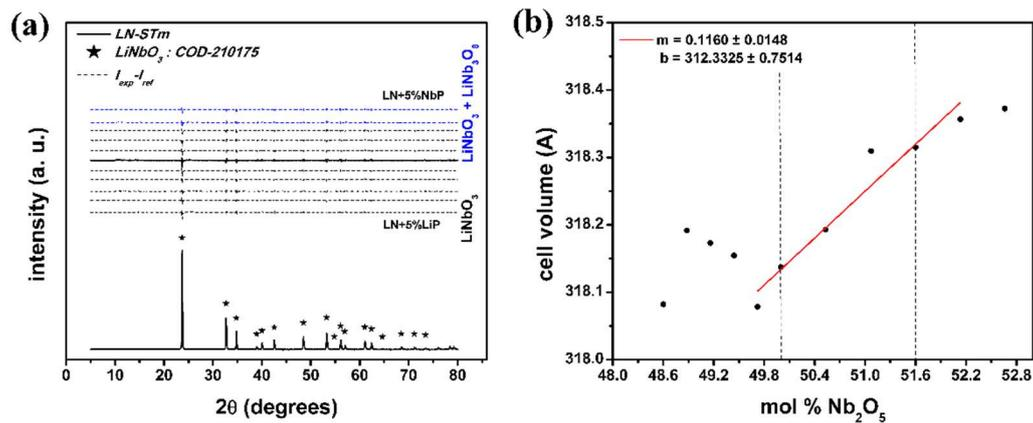 (a)
LN-STm
★ LiNbO3 : COD-210175
Iexp-Iref
LN+5%NbP
LiNbO3 + LiNb3O8
LiNbO3
LN+5%LiP
intensity (a. u.)
0 10 20 30 40 50 60 70 80
2θ (degrees)
(b)
m = 0.1160 ± 0.0148
b = 312.3325 ± 0.7514
318.5
318.4
318.3
318.2
318.1
318.0
cell volume (A)
48.0 48.6 49.2 49.8 50.4 51.0 51.6 52.2 52.8
mol % Nb2O5